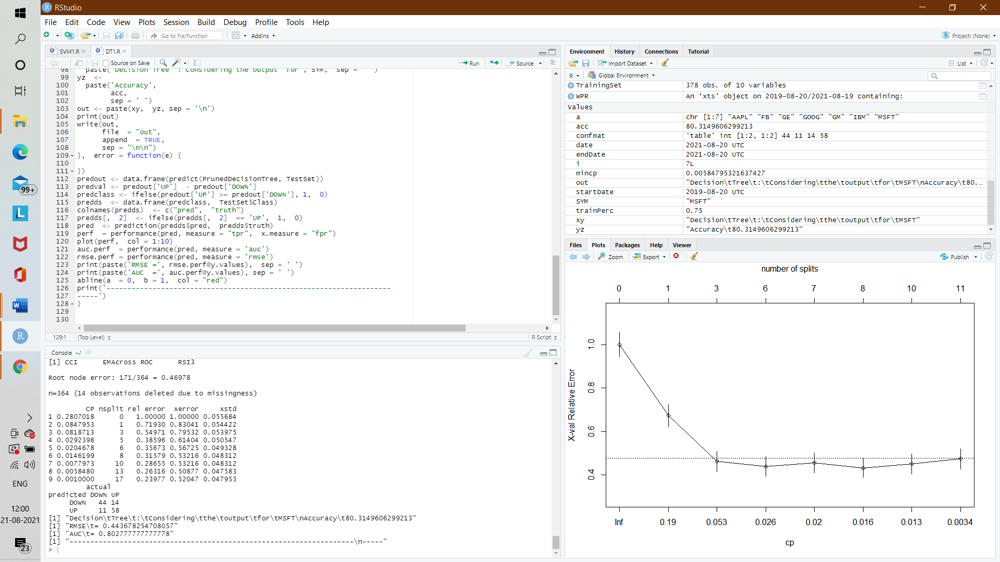 RStudio
File Edit Code View Plots Session Build Debug Profile Tools Help
Go to file/function Addins Project: (None)
SVM1.R DT1.R
Source on Save Run Source
98 paste('Decision Tree : Considering the output for', SYM, sep = ' ')
99 yz <-
100 paste('Accuracy',
101 acc,
102 sep = ' ')
103 out <- paste(xy, yz, sep = '\n')
104 print(out)
105 write(out,
106 file = "out",
107 append = TRUE,
108 sep = "\n\n")
109 }, error = function(e) {
110
111 })
112 predout <- data.frame(predict(PrunedDecisionTree, TestSet))
113 predval <- predout['UP'] - predout['DOWN']
114 predclass <- ifelse(predout['UP'] >= predout['DOWN'], 1, 0)
115 predds <- data.frame(predclass, TestSet$Class)
116 colnames(predds) <- c("pred", "truth")
117 predds[, 2] <- ifelse(predds[, 2] == 'UP', 1, 0)
118 pred <- prediction(predds$pred, predds$truth)
119 perf = performance(pred, measure = "tpr", x.measure = "fpr")
120 plot(perf, col = 1:10)
121 auc.perf = performance(pred, measure = 'auc')
122 rmse.perf = performance(pred, measure = 'rmse')
123 print(paste('RMSE =', rmse.perf@y.values), sep = ' ')
124 print(paste('AUC =', auc.perf@y.values), sep = ' ')
125 abline(a = 0, b = 1, col = "red")
126 print('---------------------------------------------------------------------
127 -----')
128 }
129
130
129:1 (Top Level) R Script
Console ~/
[1] CCI EMAcross ROC RSI3
Root node error: 171/364 = 0.46978
n=364 (14 observations deleted due to missingness)
CP nsplit rel error xerror xstd
1 0.2807018 0 1.00000 1.00000 0.055684
2 0.0847953 1 0.71930 0.83041 0.054422
3 0.0818713 3 0.54971 0.79532 0.053975
4 0.0292398 5 0.38596 0.61404 0.050547
5 0.0204678 6 0.35673 0.56725 0.049328
6 0.0146199 8 0.31579 0.53216 0.048312
7 0.0077973 10 0.28655 0.53216 0.048312
8 0.0058480 13 0.26316 0.50877 0.047583
9 0.0010000 17 0.23977 0.52047 0.047953
actual
predicted DOWN UP
DOWN 44 14
UP 11 58
[1] "Decision\tTree\t:\tConsidering\tthe\toutput\tfor\tMSFT\nAccuracy\t80.3149606299213"
[1] "RMSE\t= 0.443678254708057"
[1] "AUC\t= 0.802777777777778"
[1] "---------------------------------------------------------------------\n-----"
>
Environment History Connections Tutorial
Import Dataset List
R Global Environment
TrainingSet 378 obs. of 10 variables
WPR An ‘xts’ object on 2019-08-20/2021-08-19 containing:
Values
a chr [1:7] "AAPL" "FB" "GE" "GOOG" "GM" "IBM" "MSFT"
acc 80.3149606299213
confmat 'table' int [1:2, 1:2] 44 11 14 58
date 2021-08-20 UTC
endDate 2021-08-20 UTC
i 7L
mincp 0.00584795321637427
out "Decision\tTree\t:\tConsidering\tthe\toutput\tfor\tMSFT\nAccuracy\t80.…
startDate 2019-08-20 UTC
SYM "MSFT"
trainPerc 0.75
xy "Decision\tTree\t:\tConsidering\tthe\toutput\tfor\tMSFT"
yz "Accuracy\t80.3149606299213"
Files Plots Packages Help Viewer
Zoom Export Publish
number of splits
0 1 3 6 7 8 10 11
X-val Relative Error
1.0
0.8
0.6
0.4
Inf 0.19 0.053 0.026 0.02 0.016 0.013 0.0034
cp
99+
L
R
ENG
12:00
21-08-2021
23